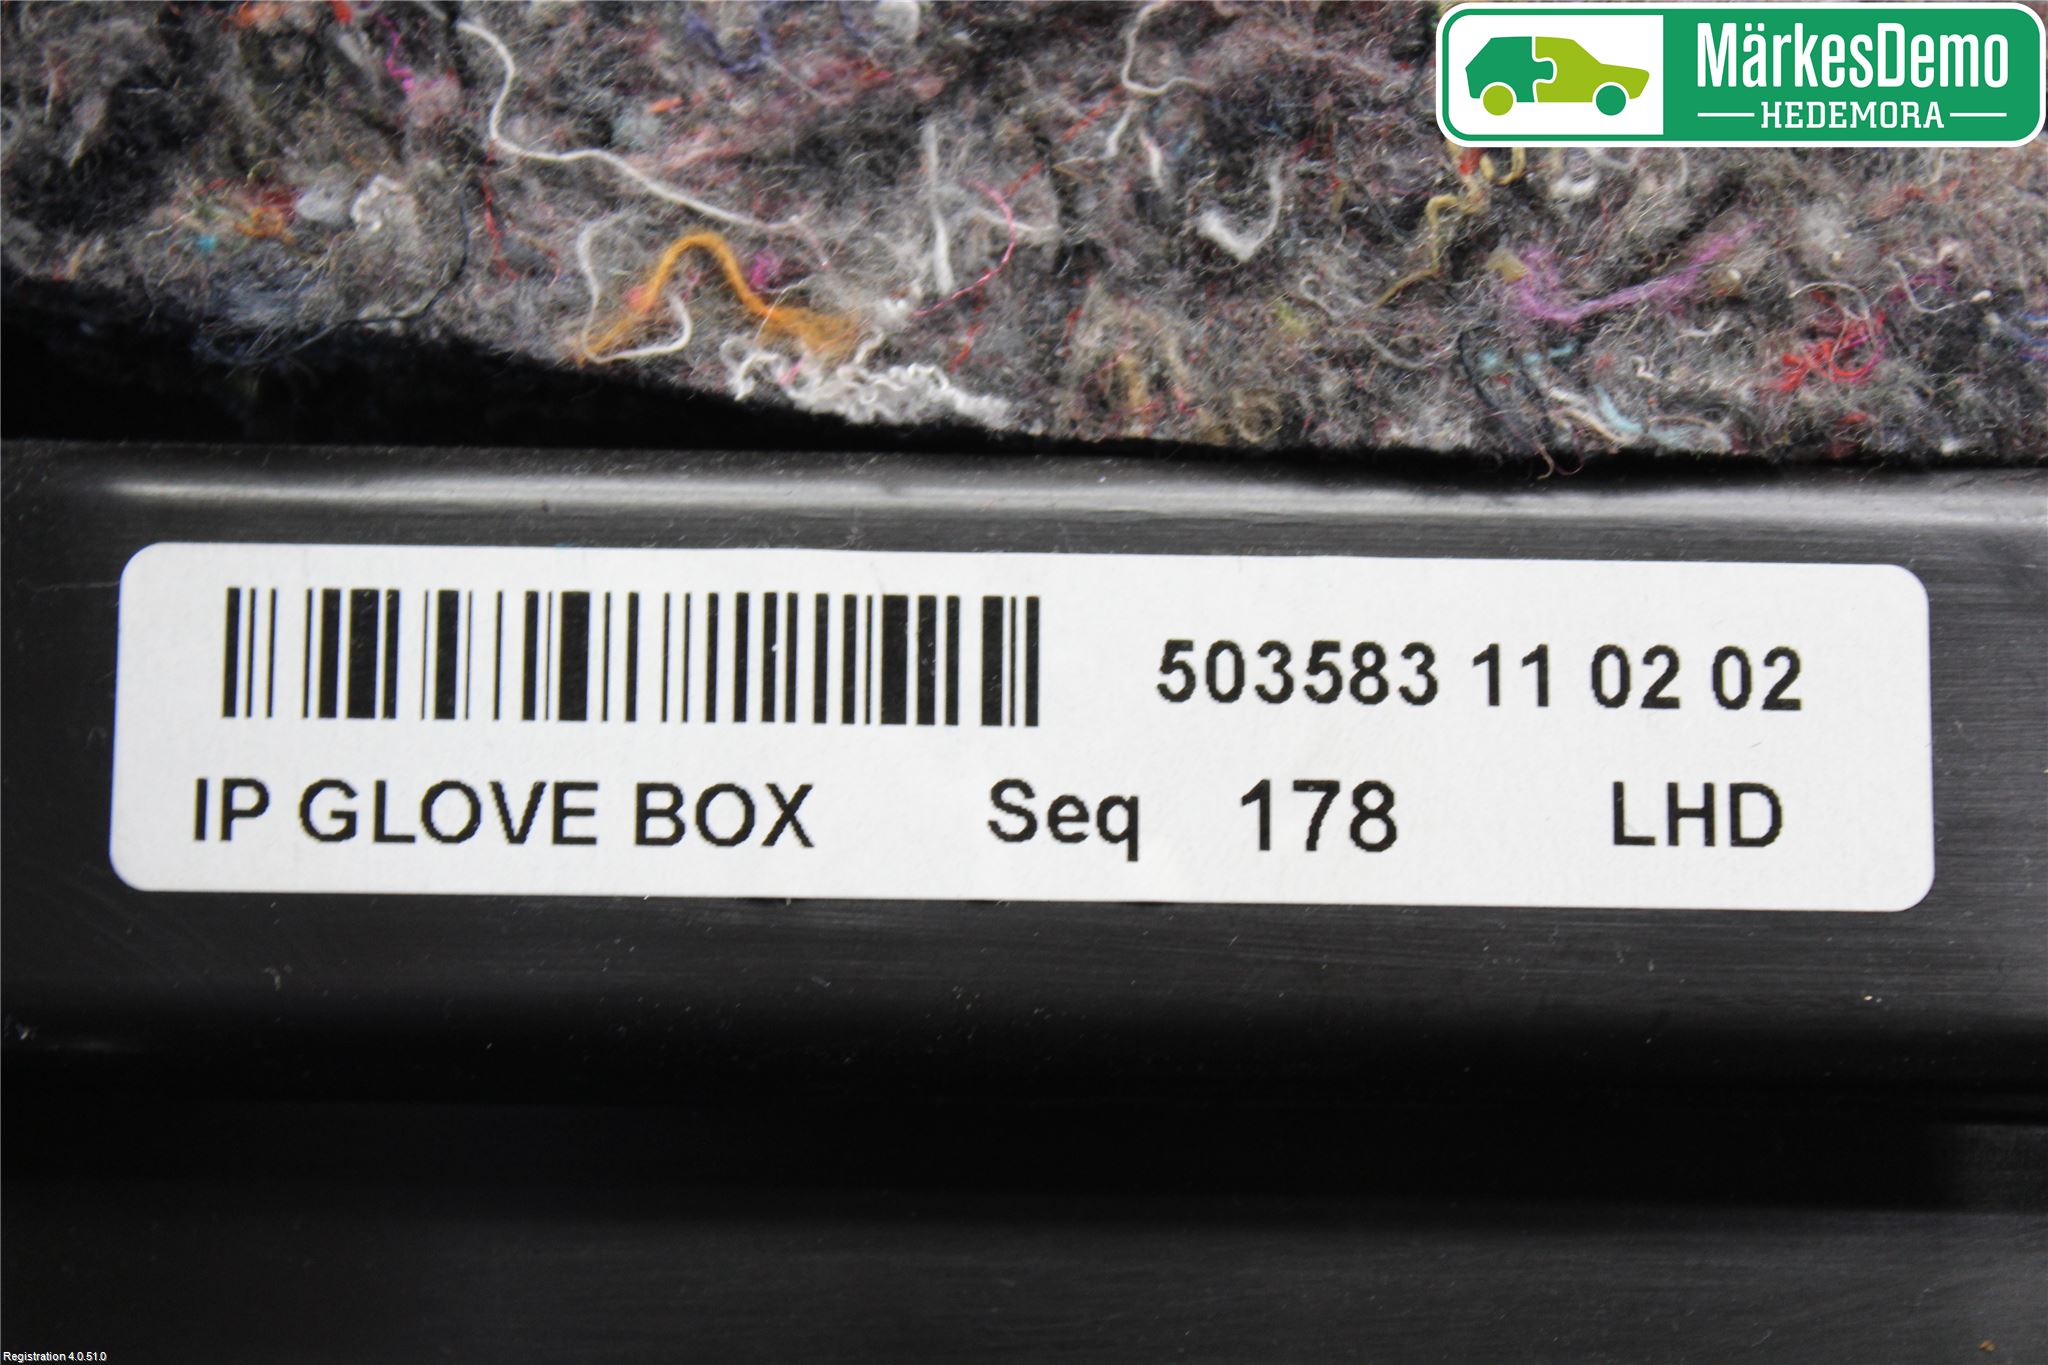 MärkesDemo
HEDEMORA
503583 11 02 02
IP GLOVE BOX Seq 178 LHD
Registration 4.0.51.0